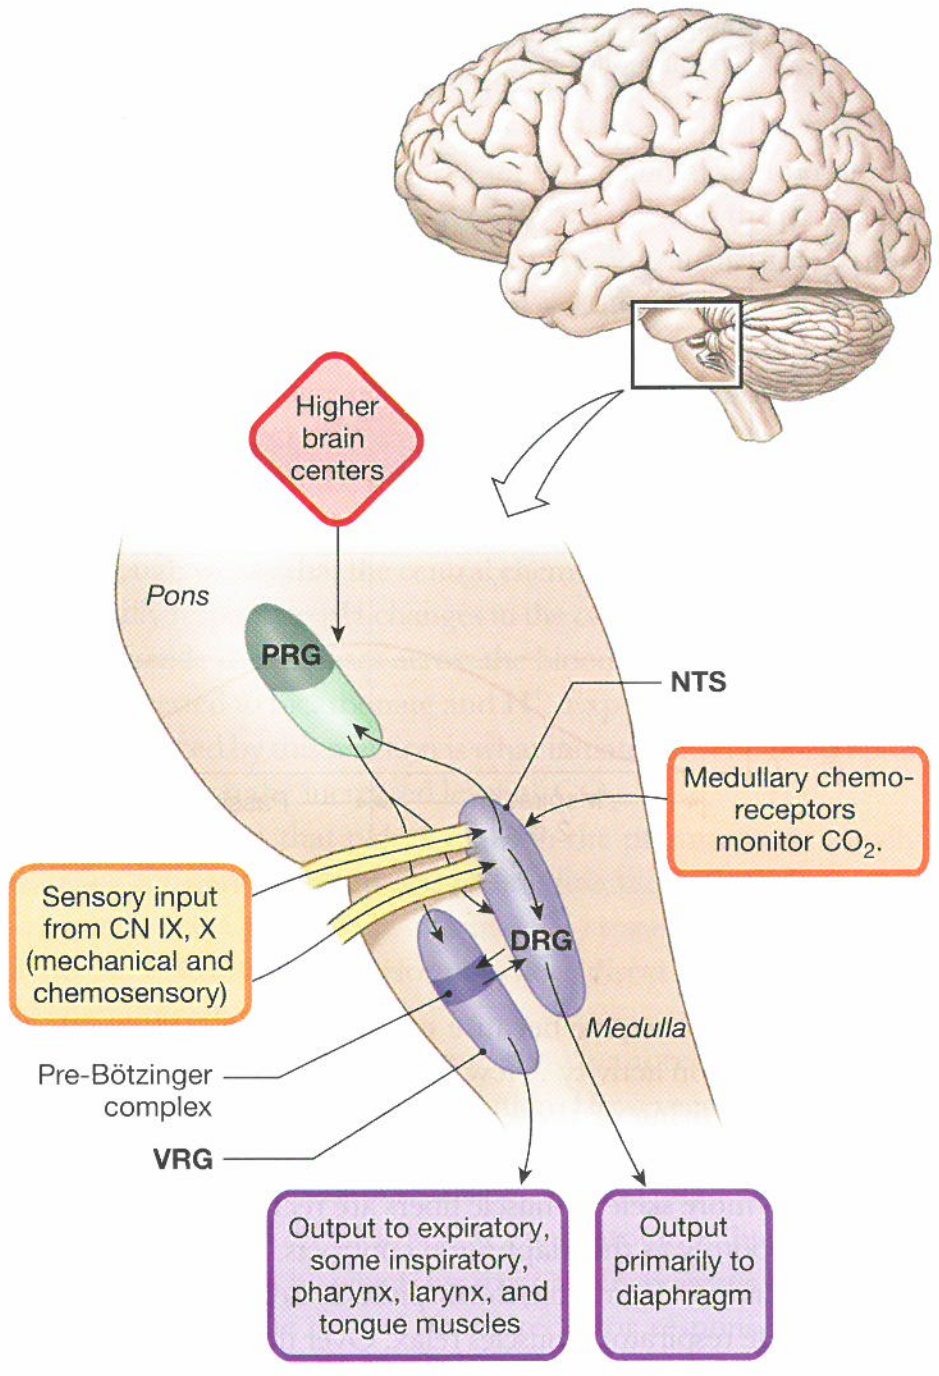 Higher
brain
centers
Pons
PRG
NTS
Medullary chemo-
receptors
monitor CO₂.
Sensory input
from CN IX, X
(mechanical and
chemosensory)
DRG
Medulla
Pre-Bötzinger
complex
VRG
Output to expiratory,
some inspiratory,
pharynx, larynx, and
tongue muscles
Output
primarily to
diaphragm